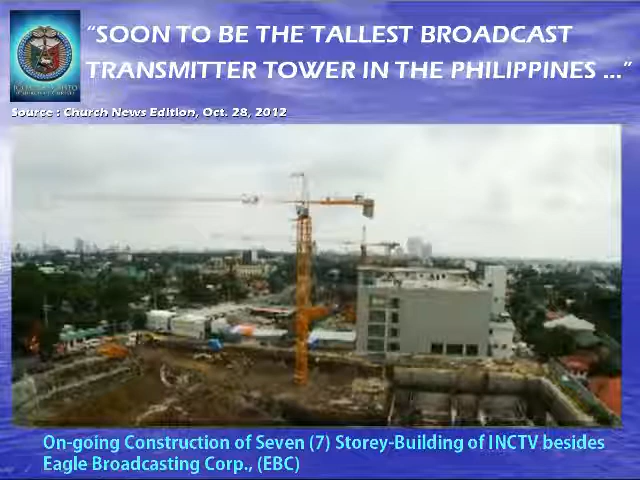 “SOON TO BE THE TALLEST BROADCAST
TRANSMITTER TOWER IN THE PHILIPPINES ...”
Source : Church News Edition, Oct. 28, 2012
On-going Construction of Seven (7) Storey-Building of INCTV besides
Eagle Broadcasting Corp., (EBC)